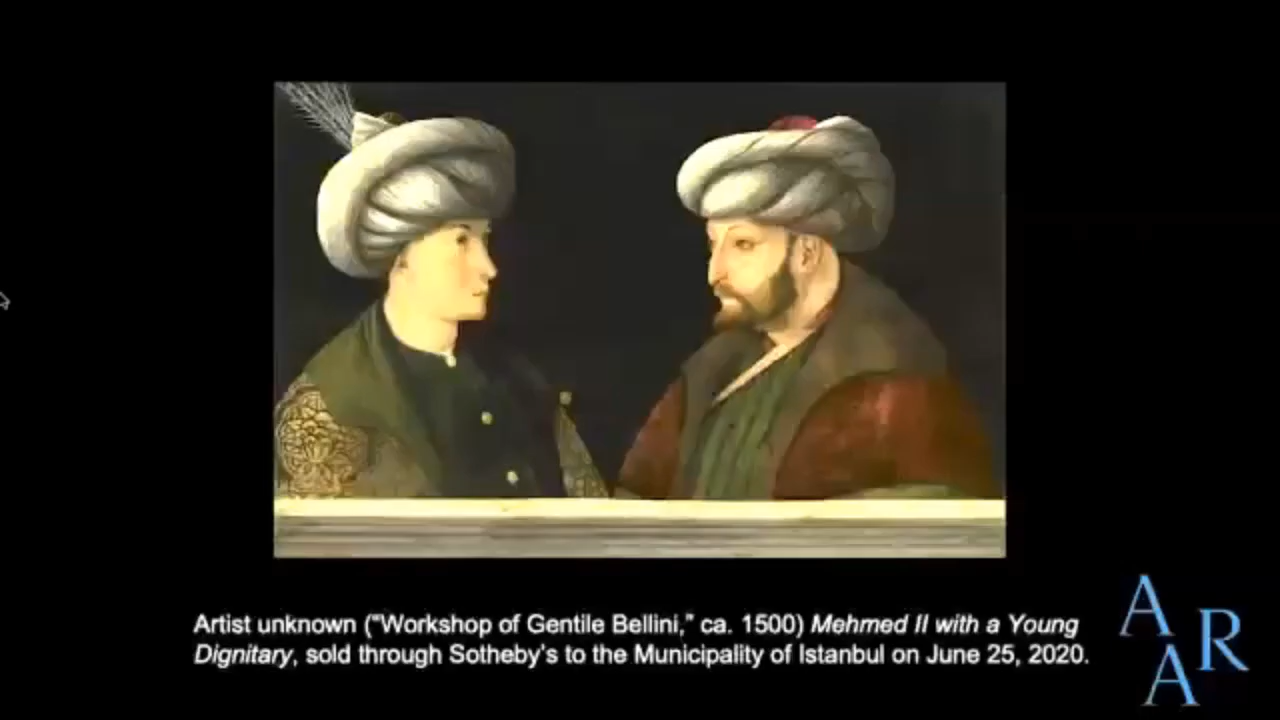 Artist unknown ("Workshop of Gentile Bellini," ca. 1500) Mehmed II with a Young
Dignitary, sold through Sotheby's to the Municipality of Istanbul on June 25, 2020.
A
R
A